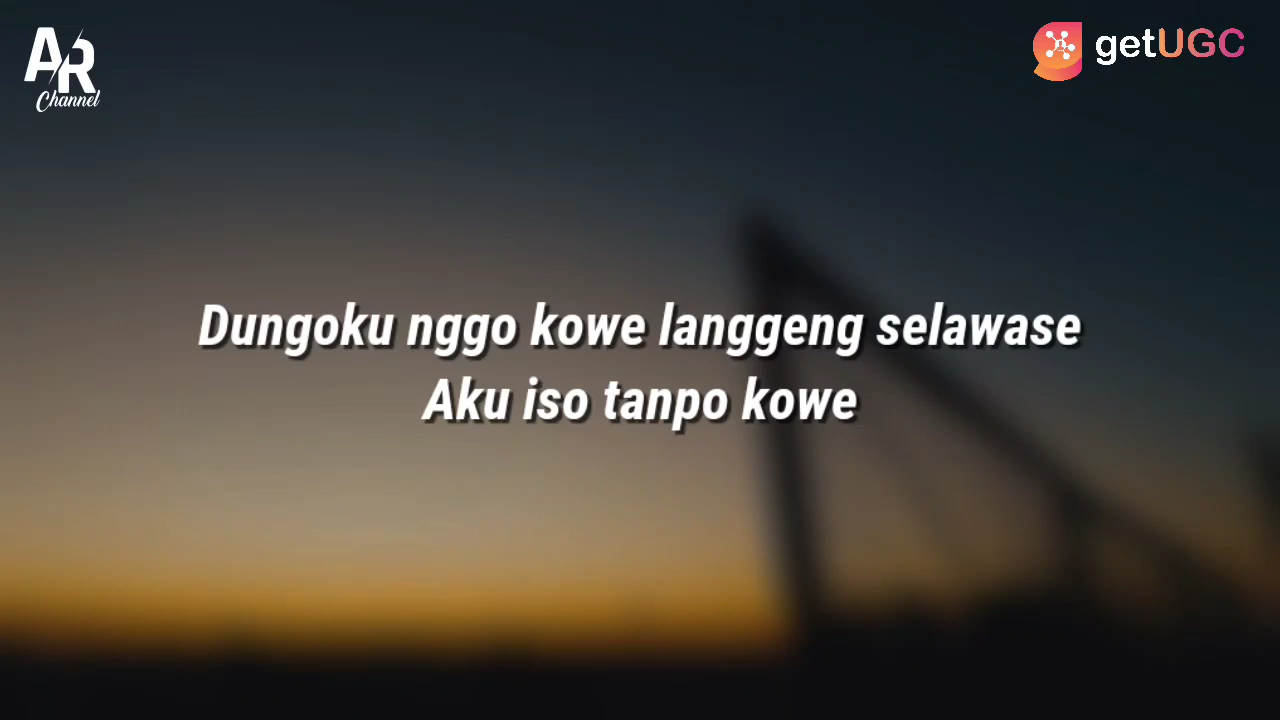 AR
Channel
getUGC
Dungoku nggo kowe langgeng selawase
Aku iso tanpo kowe